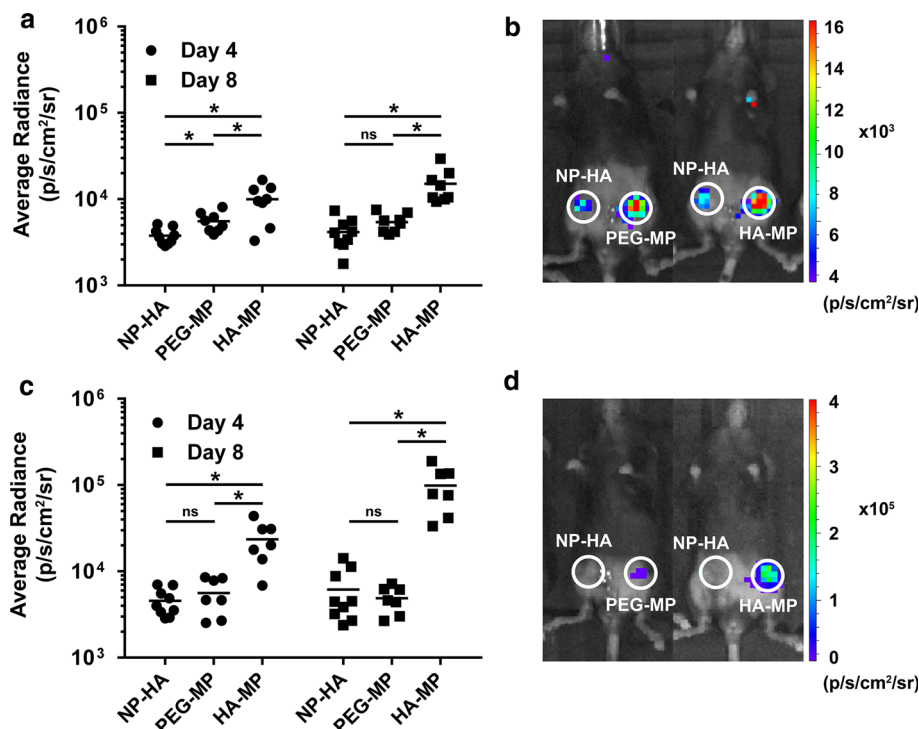 a
10⁶
10⁵
10⁴
10³
Average Radiance
(p/s/cm²/sr)
Day 4
Day 8
*
*
*
*
ns
*
NP-HA
PEG-MP
HA-MP
NP-HA
PEG-MP
HA-MP
b
NP-HA
PEG-MP
NP-HA
HA-MP
16
14
12
10
8
6
4
x10³
(p/s/cm²/sr)
c
10⁶
10⁵
10⁴
10³
Average Radiance
(p/s/cm²/sr)
Day 4
Day 8
*
ns
*
*
*
ns
NP-HA
PEG-MP
HA-MP
NP-HA
PEG-MP
HA-MP
d
NP-HA
PEG-MP
NP-HA
HA-MP
4
3
2
1
0
x10⁵
(p/s/cm²/sr)